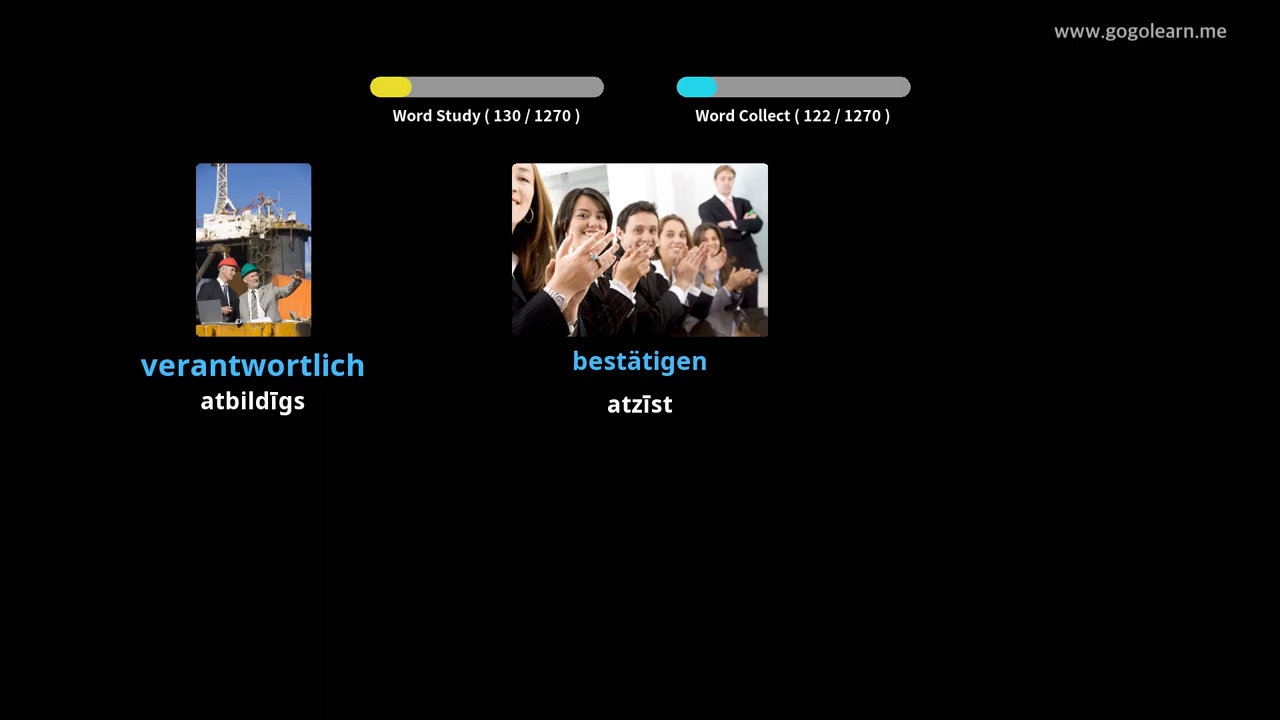 www.gogolearn.me
Word Study ( 130 / 1270 )
Word Collect ( 122 / 1270 )
verantwortlich
atbildīgs
bestätigen
atzīst